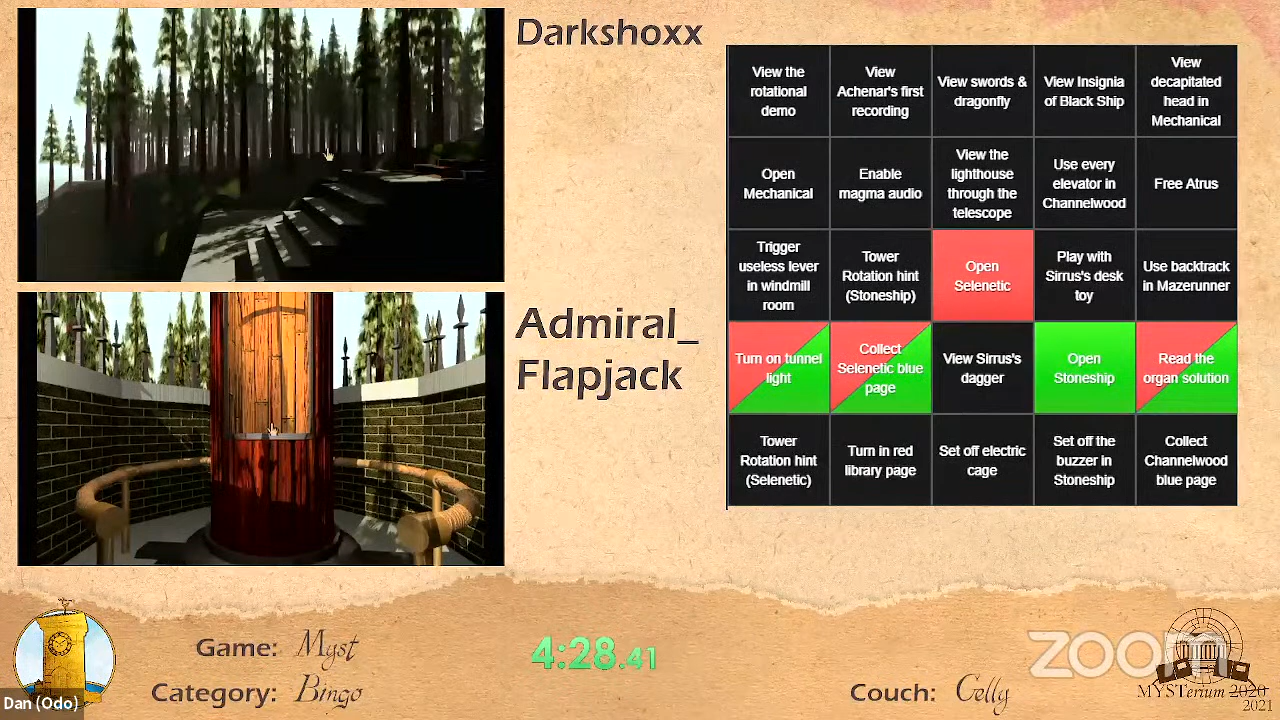 Darkshoxx
Admiral_
Flapjack
View the
rotational
demo
View
Achenar's first
recording
View swords &
dragonfly
View Insignia
of Black Ship
View
decapitated
head in
Mechanical
Open
Mechanical
Enable
magma audio
View the
lighthouse
through the
telescope
Use every
elevator in
Channelwood
Free Atrus
Trigger
useless lever
in windmill
room
Tower
Rotation hint
(Stoneship)
Open
Selenetic
Play with
Sirrus's desk
toy
Use backtrack
in Mazerunner
Turn on tunnel
light
Collect
Selenetic blue
page
View Sirrus's
dagger
Open
Stoneship
Read the
organ solution
Tower
Rotation hint
(Selenetic)
Turn in red
library page
Set off electric
cage
Set off the
buzzer in
Stoneship
Collect
Channelwood
blue page
Game: Myst
Category: Bingo
4:28.41
Couch: Celly
zoom
MYSTerium 2020
2021
Dan (Odo)